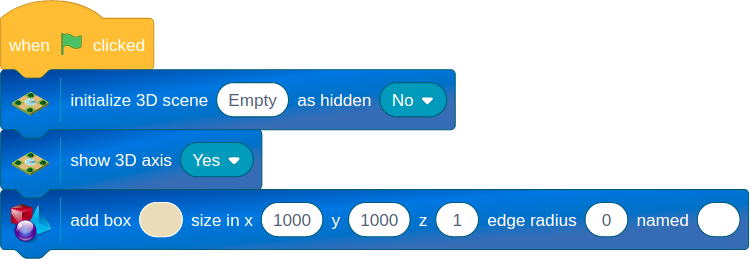 when clicked
initialize 3D scene Empty as hidden No
show 3D axis Yes
add box size in x 1000 y 1000 z 1 edge radius 0 named